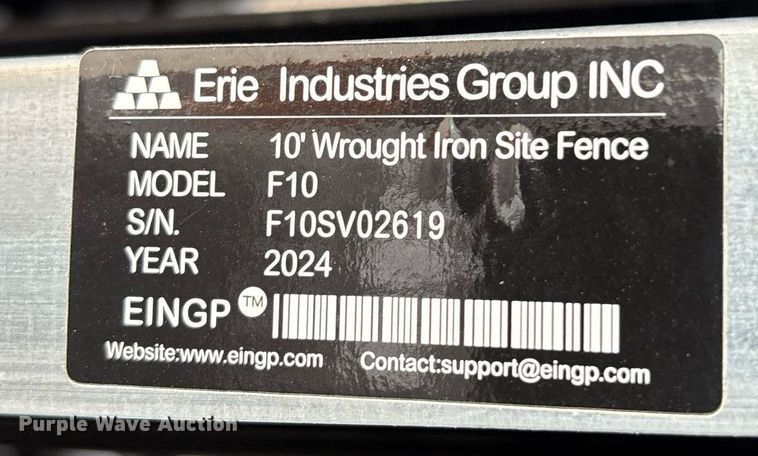 Erie Industries Group INC
NAME 10' Wrought Iron Site Fence
MODEL F10
S/N. F10SV02619
YEAR 2024
EINGP TM
Website:www.eingp.com Contact:support@eingp.com
Purple Wave Auction